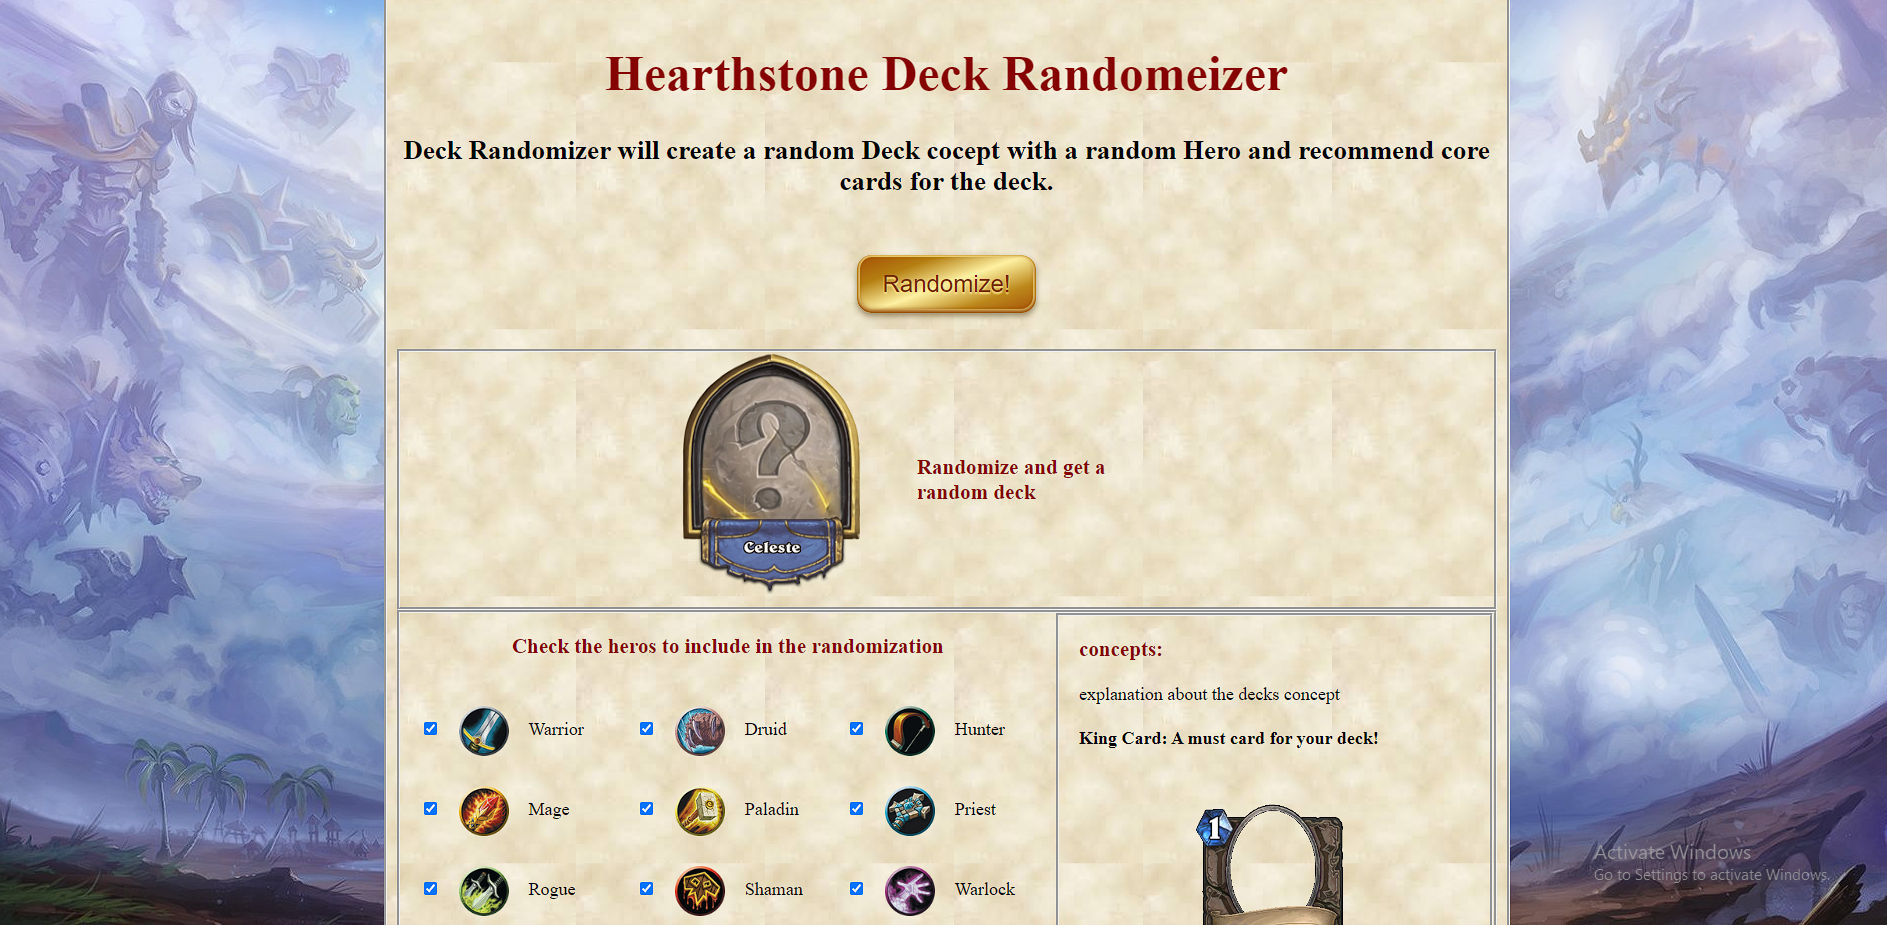 Hearthstone Deck Randomeizer
Deck Randomizer will create a random Deck cocept with a random Hero and recommend core
cards for the deck.
Randomize!
Randomize and get a
random deck
Celeste
Check the heros to include in the randomization
Warrior
Druid
Hunter
Mage
Paladin
Priest
Rogue
Shaman
Warlock
concepts:
explanation about the decks concept
King Card: A must card for your deck!
1
Activate Windows
Go to Settings to activate Windows.